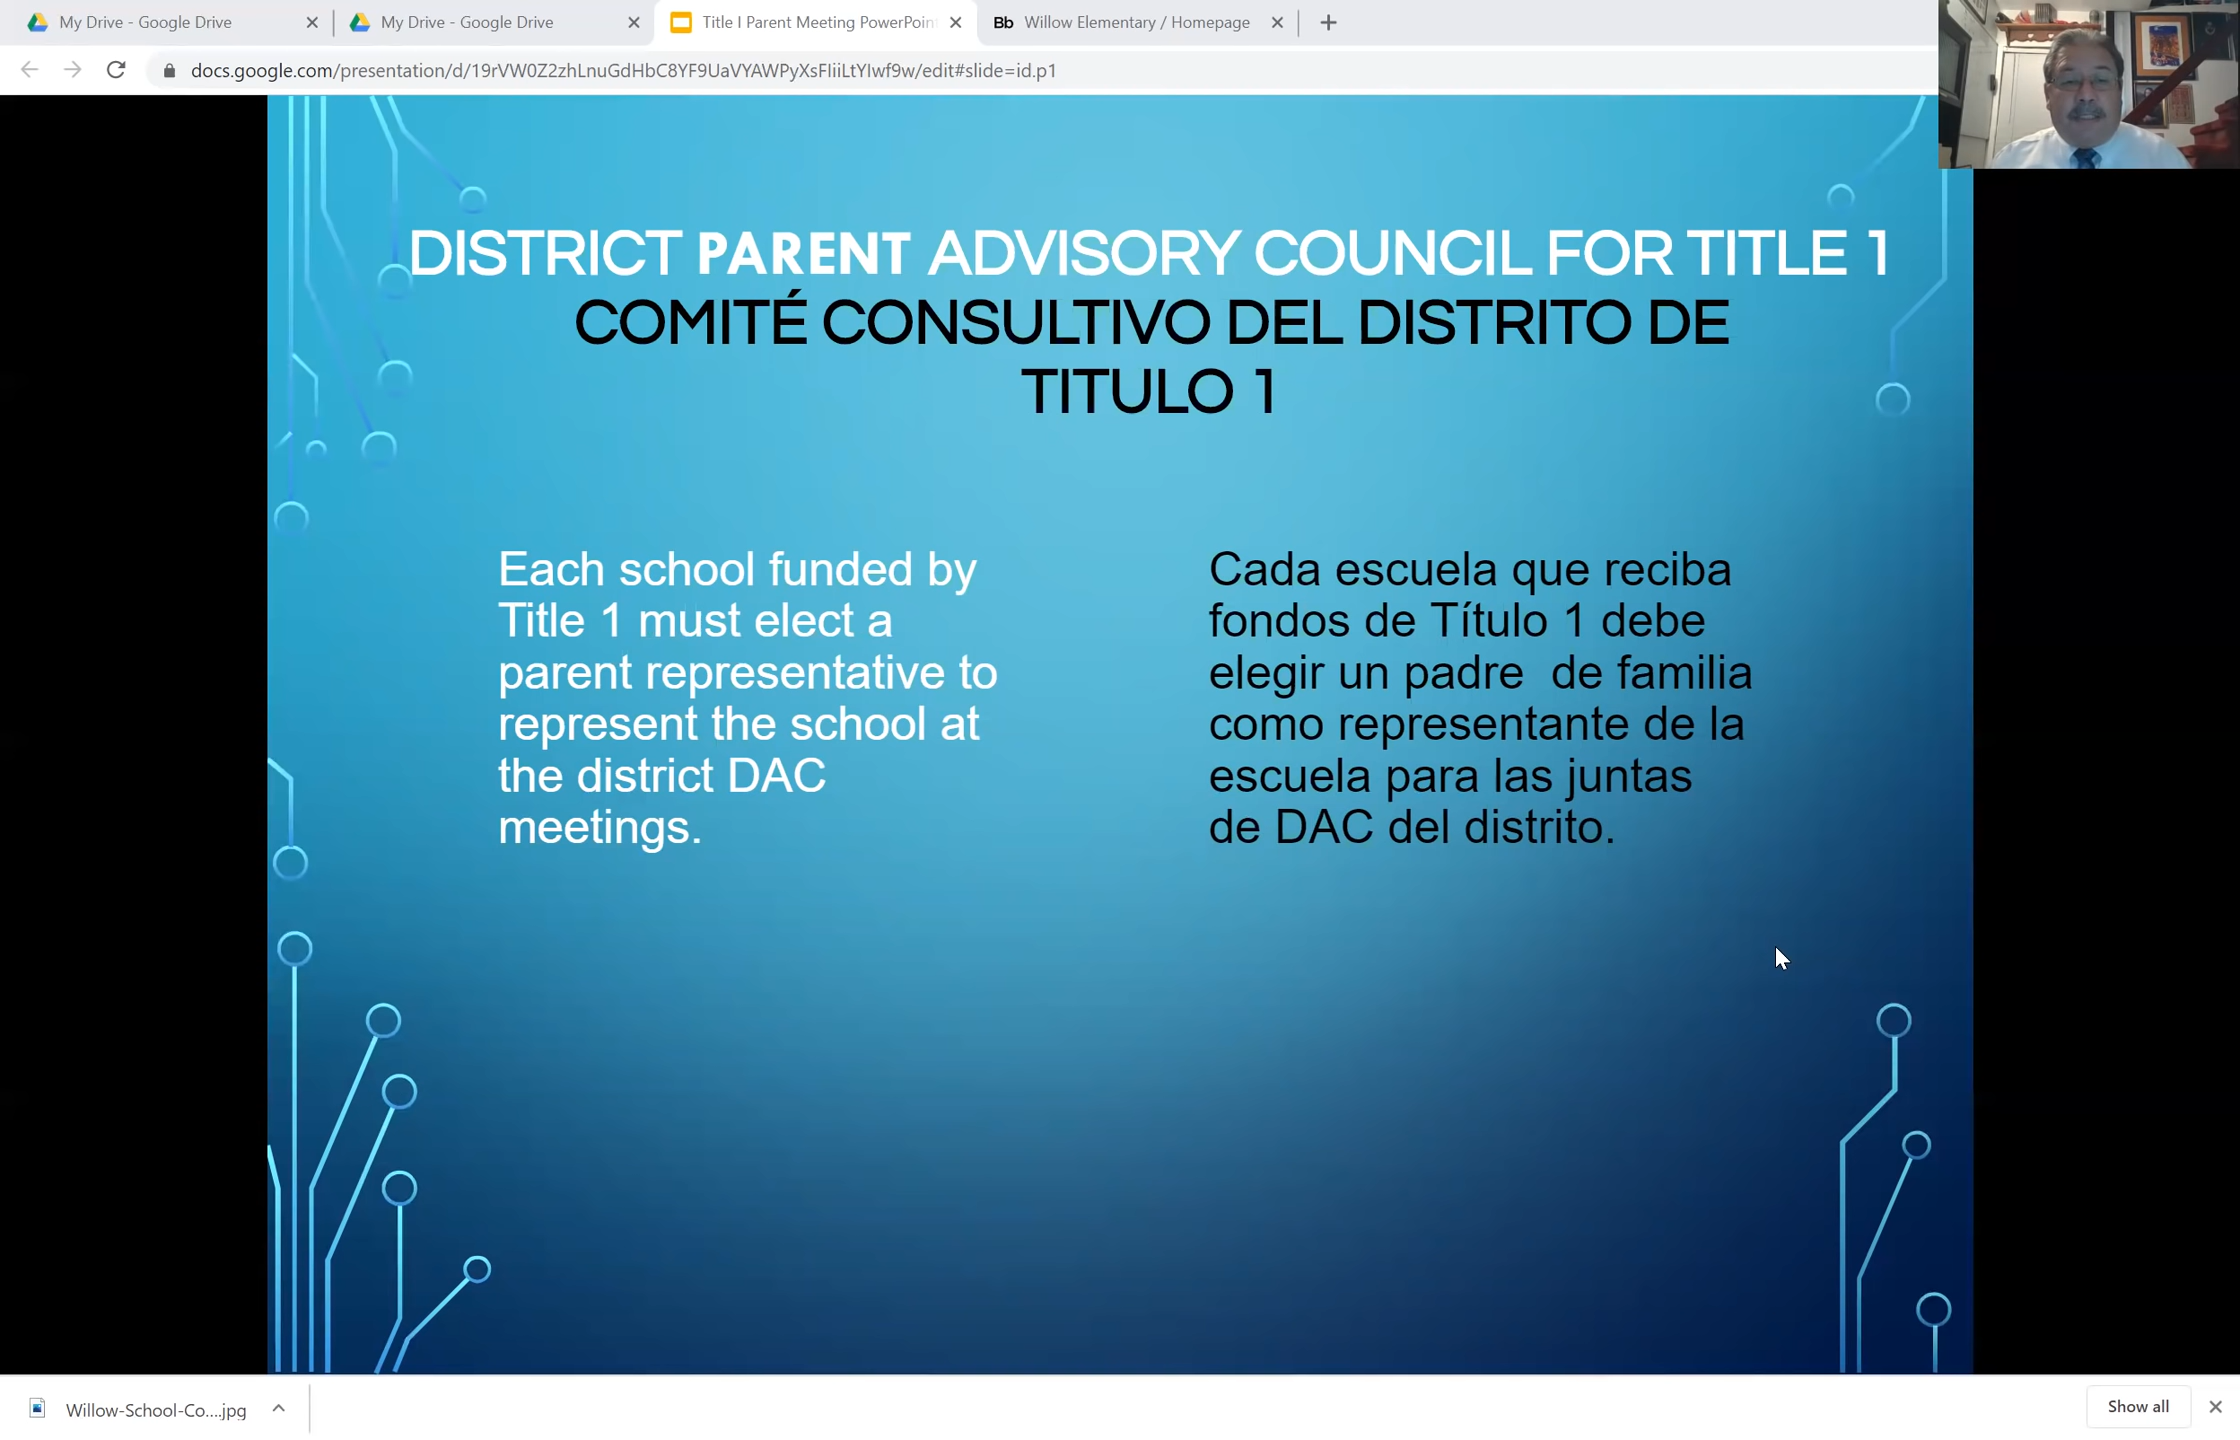 My Drive - Google Drive
My Drive - Google Drive
Title I Parent Meeting PowerPoin
Bb Willow Elementary / Homepage
docs.google.com/presentation/d/19rVW0Z2zhLnuGdHbC8YF9UaVYAWPyXsFIiiLtYIwf9w/edit#slide=id.p1
DISTRICT PARENT ADVISORY COUNCIL FOR TITLE 1
COMITÉ CONSULTIVO DEL DISTRITO DE
TITULO 1
Each school funded by
Title 1 must elect a
parent representative to
represent the school at
the district DAC
meetings.
Cada escuela que reciba
fondos de Título 1 debe
elegir un padre  de familia
como representante de la
escuela para las juntas
de DAC del distrito.
Willow-School-Co....jpg
Show all